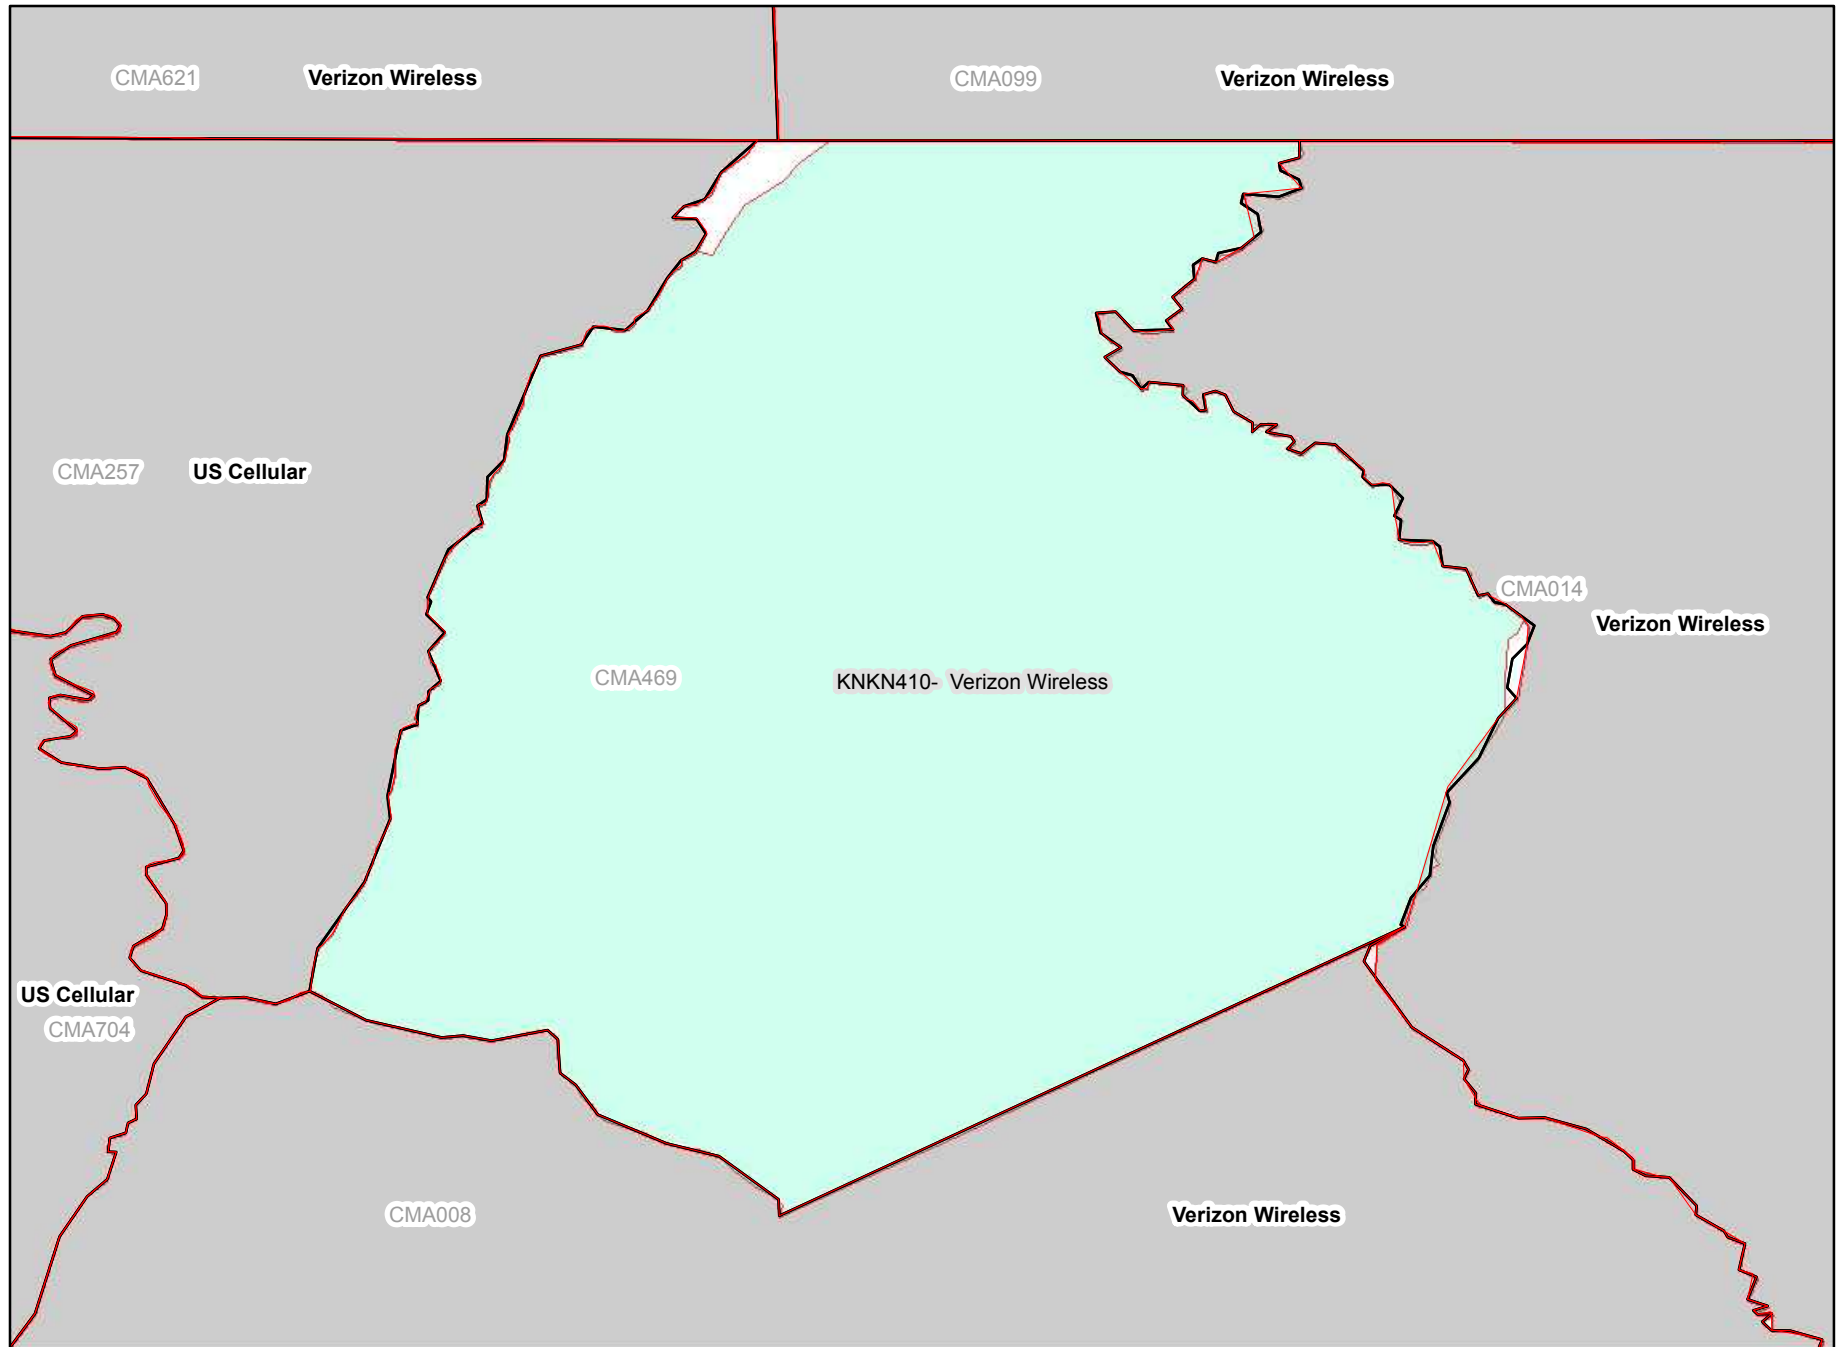 CMA621 Verizon Wireless CMA099 Verizon Wireless
CMA257 US Cellular
CMA014
Verizon Wireless
CMA469 KNKN410- Verizon Wireless
US Cellular
CMA704
CMA008 Verizon Wireless